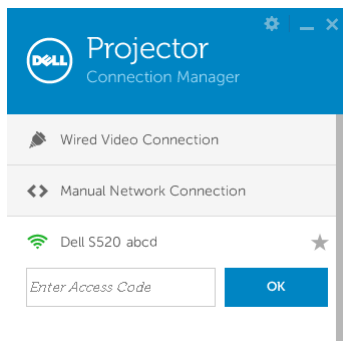 DELL
Projector
Connection Manager
Wired Video Connection
Manual Network Connection
Dell S520 abcd
Enter Access Code OK